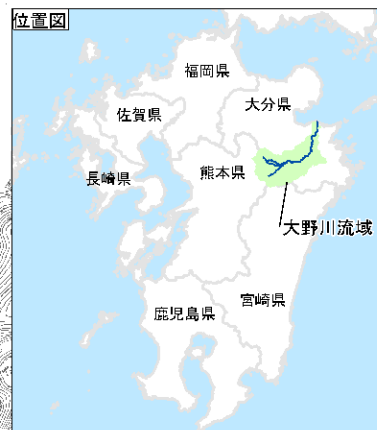 位置図
福岡県
大分県
佐賀県
熊本県
長崎県
大野川流域
宮崎県
鹿児島県